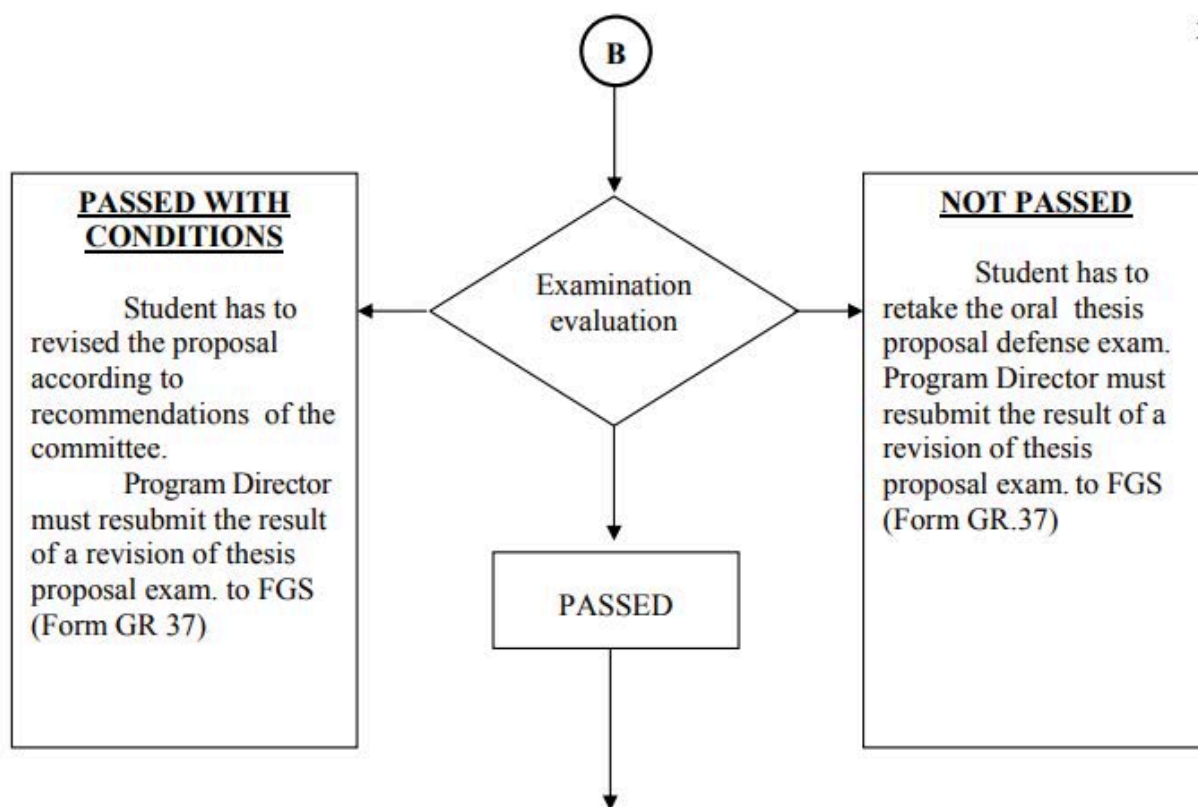 B
PASSED WITH
CONDITIONS
Student has to
revised the proposal
according to
recommendations of the
committee.
Program Director
must resubmit the result
of a revision of thesis
proposal exam. to FGS
(Form GR 37)
Examination
evaluation
PASSED
NOT PASSED
Student has to
retake the oral thesis
proposal defense exam.
Program Director must
resubmit the result of a
revision of thesis
proposal exam. to FGS
(Form GR.37)